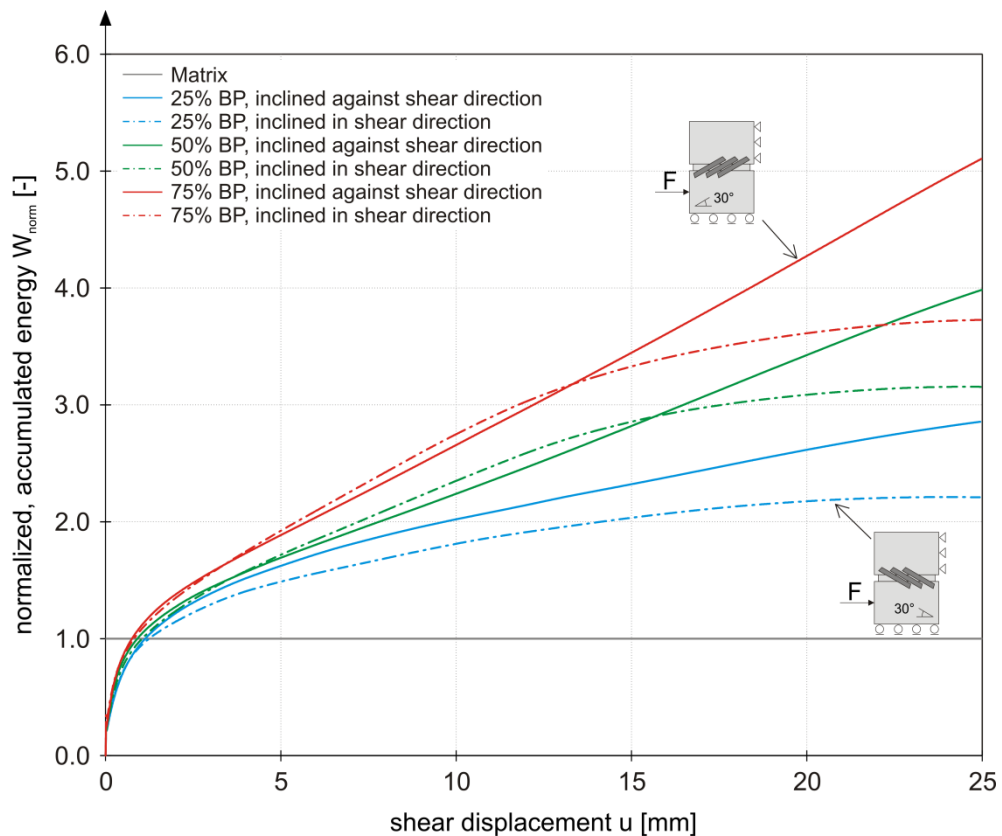 normalized, accumulated energy W_norm [-]
6.0
5.0
4.0
3.0
2.0
1.0
0.0
Matrix
25% BP, inclined against shear direction
25% BP, inclined in shear direction
50% BP, inclined against shear direction
50% BP, inclined in shear direction
75% BP, inclined against shear direction
75% BP, inclined in shear direction
F
30°
F
30°
0 5 10 15 20 25
shear displacement u [mm]